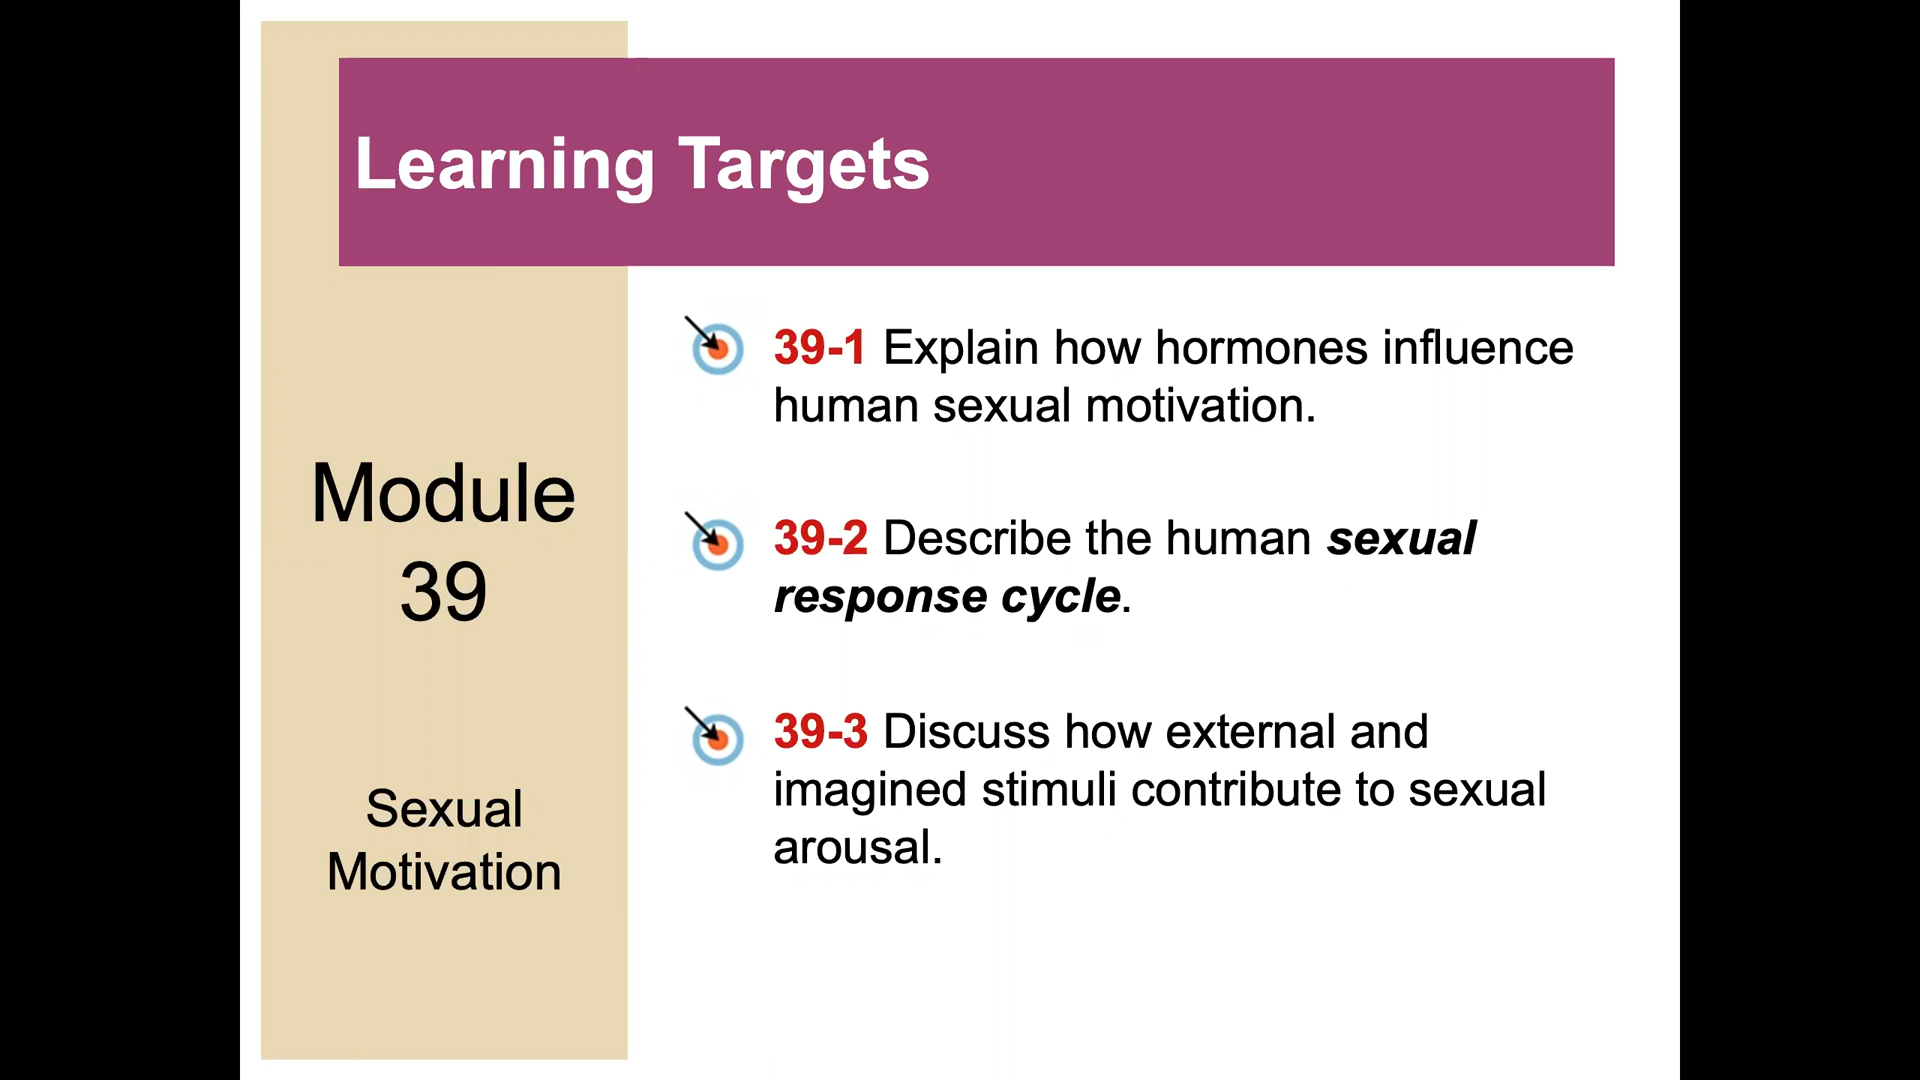 Learning Targets
Module
39
Sexual
Motivation
39-1 Explain how hormones influence
human sexual motivation.
39-2 Describe the human sexual
response cycle.
39-3 Discuss how external and
imagined stimuli contribute to sexual
arousal.